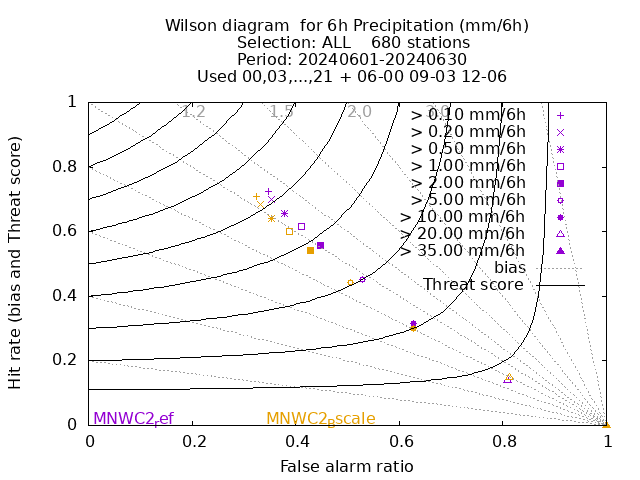 Wilson diagram  for 6h Precipitation (mm/6h)
Selection: ALL    680 stations
Period: 20240601-20240630
Used 00,03,...,21 + 06-00 09-03 12-06
Hit rate (bias and Threat score)
1
0.8
0.6
0.4
0.2
0
1.2
1.5
2.0
3.0
> 0.10 mm/6h
> 0.20 mm/6h
> 0.50 mm/6h
> 1.00 mm/6h
> 2.00 mm/6h
> 5.00 mm/6h
> 10.00 mm/6h
> 20.00 mm/6h
> 35.00 mm/6h
bias
Threat score
MNWC2_ref
MNWC2_Bscale
0
0.2
0.4
0.6
0.8
1
False alarm ratio